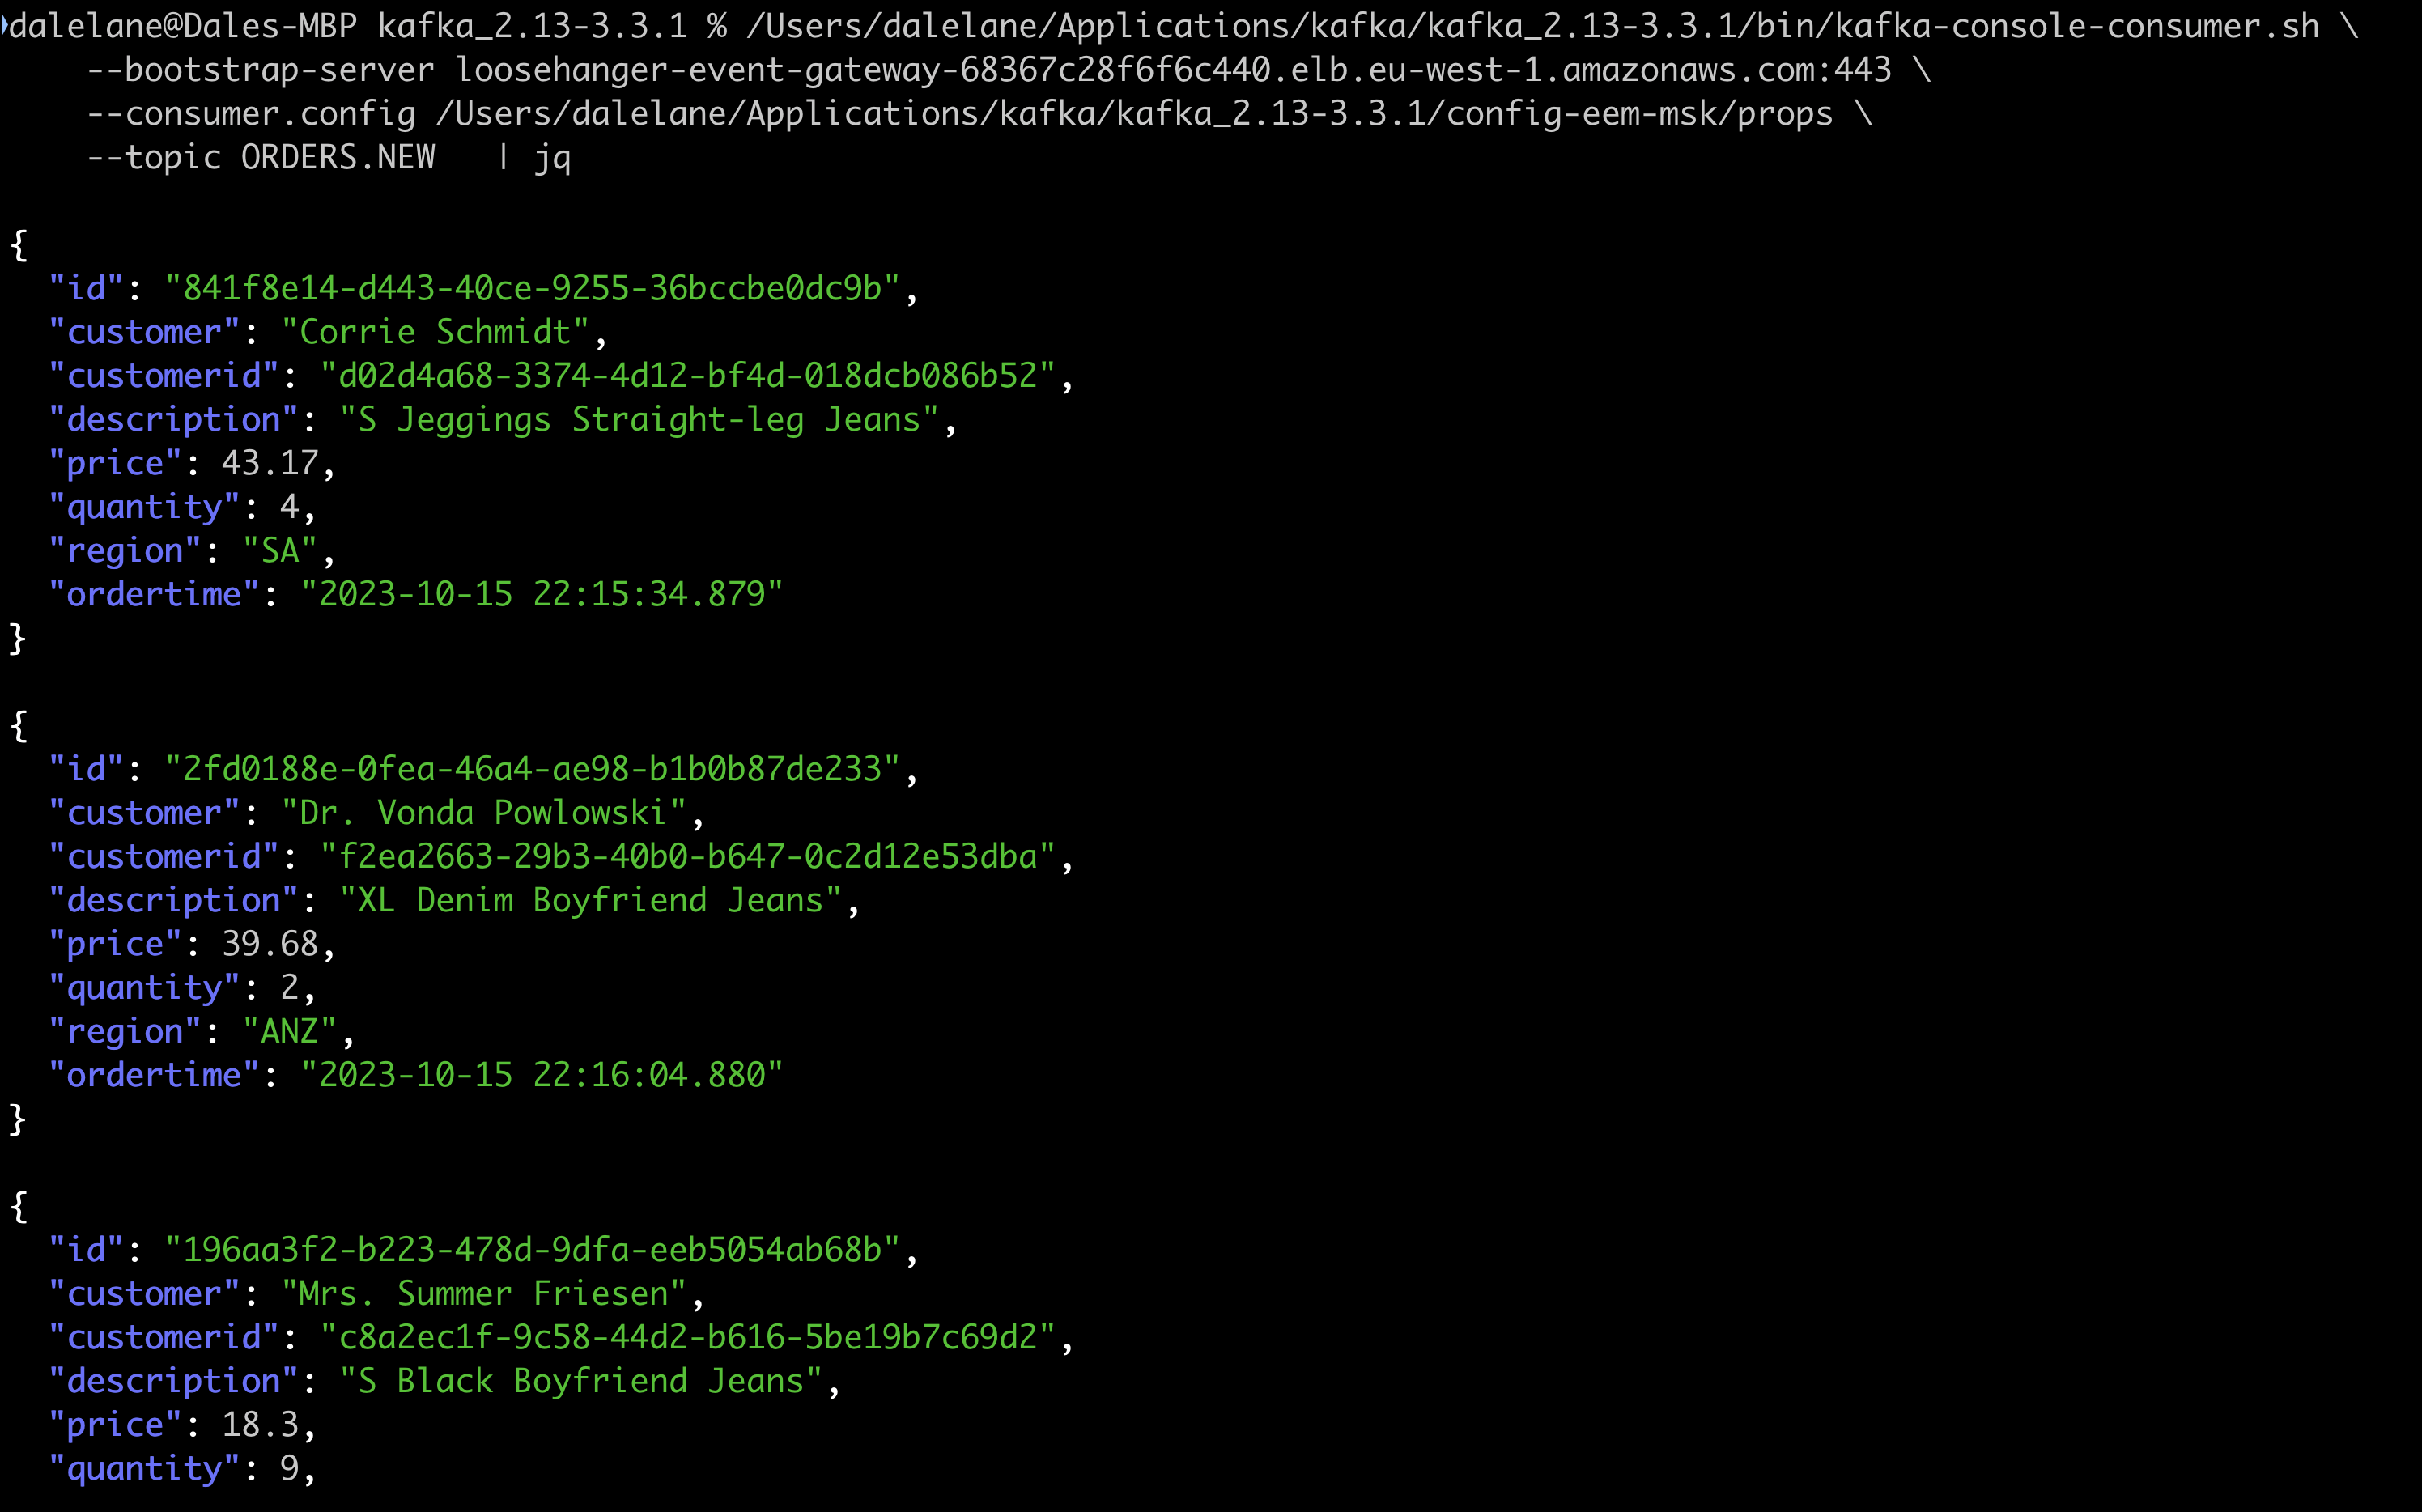 dalelane@Dales-MBP kafka_2.13-3.3.1 % /Users/dalelane/Applications/kafka/kafka_2.13-3.3.1/bin/kafka-console-consumer.sh \
    --bootstrap-server loosehanger-event-gateway-68367c28f6f6c440.elb.eu-west-1.amazonaws.com:443 \
    --consumer.config /Users/dalelane/Applications/kafka/kafka_2.13-3.3.1/config-eem-msk/props \
    --topic ORDERS.NEW   | jq

{
  "id": "841f8e14-d443-40ce-9255-36bccbe0dc9b",
  "customer": "Corrie Schmidt",
  "customerid": "d02d4a68-3374-4d12-bf4d-018dcb086b52",
  "description": "S Jeggings Straight-leg Jeans",
  "price": 43.17,
  "quantity": 4,
  "region": "SA",
  "ordertime": "2023-10-15 22:15:34.879"
}

{
  "id": "2fd0188e-0fea-46a4-ae98-b1b0b87de233",
  "customer": "Dr. Vonda Powlowski",
  "customerid": "f2ea2663-29b3-40b0-b647-0c2d12e53dba",
  "description": "XL Denim Boyfriend Jeans",
  "price": 39.68,
  "quantity": 2,
  "region": "ANZ",
  "ordertime": "2023-10-15 22:16:04.880"
}

{
  "id": "196aa3f2-b223-478d-9dfa-eeb5054ab68b",
  "customer": "Mrs. Summer Friesen",
  "customerid": "c8a2ec1f-9c58-44d2-b616-5be19b7c69d2",
  "description": "S Black Boyfriend Jeans",
  "price": 18.3,
  "quantity": 9,